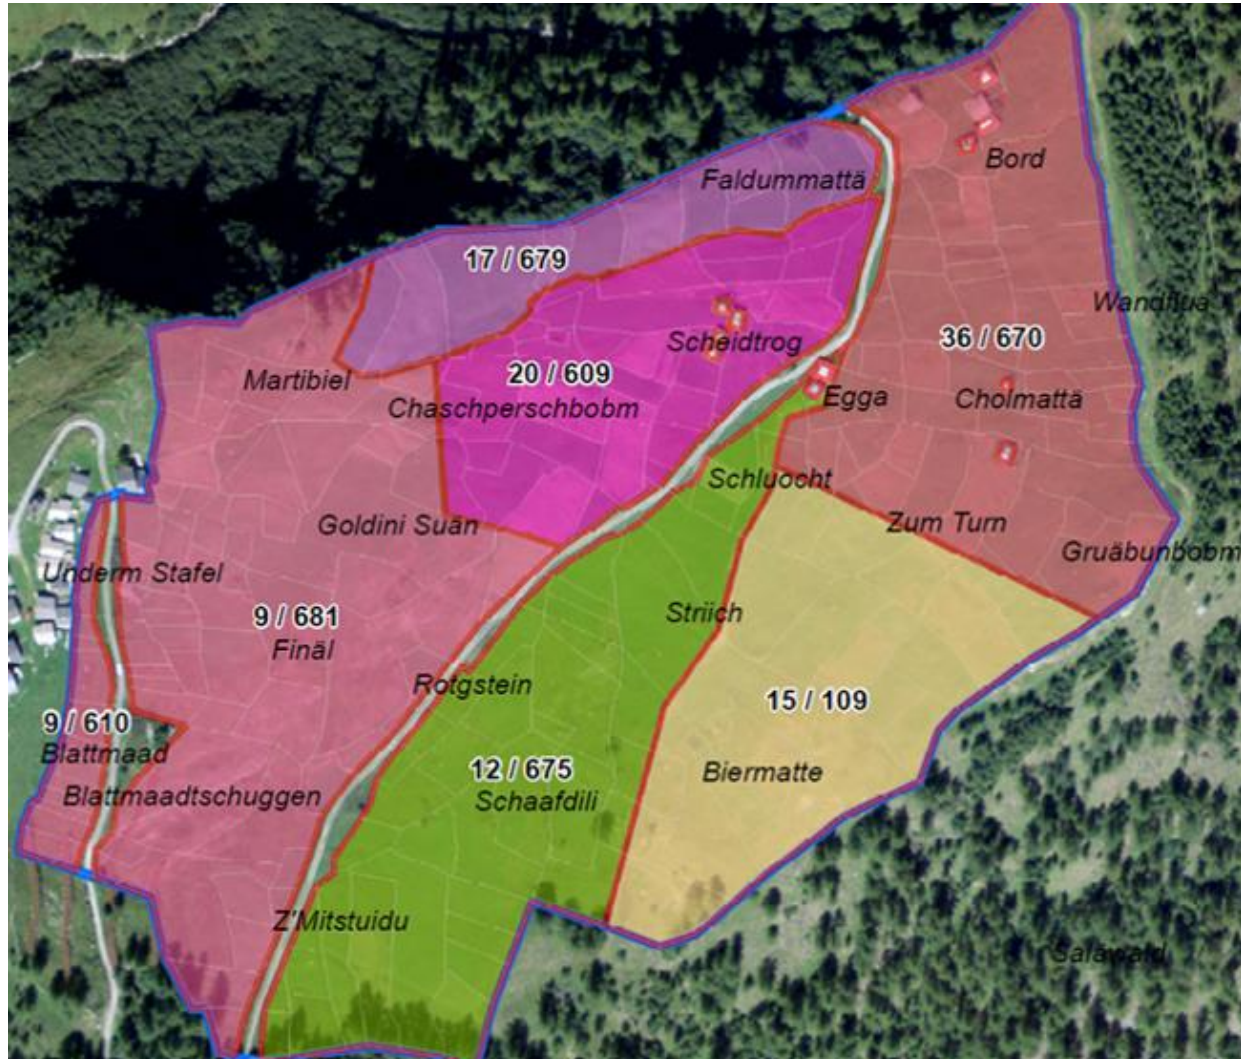 Bord
Faldummattä
17 / 679
Wandflua
Scheidtrog
36 / 670
20 / 609
Martibiel
Chaschperschbobm
Egga
Cholmattä
Schluocht
Goldini Suän
Zum Turn
Gruäbunbobm
Underm Stafel
Striich
9 / 681
Finäl
Rotgstein
15 / 109
9 / 610
Blattmaad
12 / 675
Biermatte
Blattmaadtschuggen
Schaafdili
Z'Mitstuidu